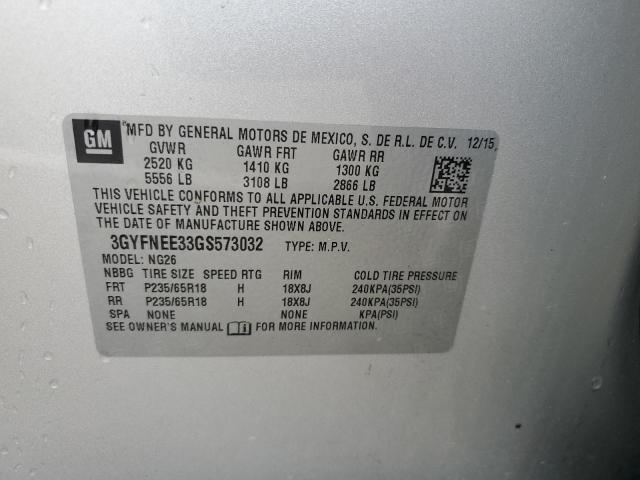 GM
MFD BY GENERAL MOTORS DE MEXICO, S. DE R.L. DE C.V. 12/15
GVWR GAWR FRT GAWR RR
2520 KG 1410 KG 1300 KG
5556 LB 3108 LB 2866 LB
THIS VEHICLE CONFORMS TO ALL APPLICABLE U.S. FEDERAL MOTOR
VEHICLE SAFETY AND THEFT PREVENTION STANDARDS IN EFFECT ON
THE DATE OF MANUFACTURE SHOWN ABOVE.
3GYFNEE33GS573032 TYPE: M.P.V.
MODEL: NG26
NBBG TIRE SIZE SPEED RTG RIM COLD TIRE PRESSURE
FRT P235/65R18 H 18X8J 240KPA(35PSI)
RR P235/65R18 H 18X8J 240KPA(35PSI)
SPA NONE NONE KPA(PSI)
SEE OWNER'S MANUAL FOR MORE INFORMATION.